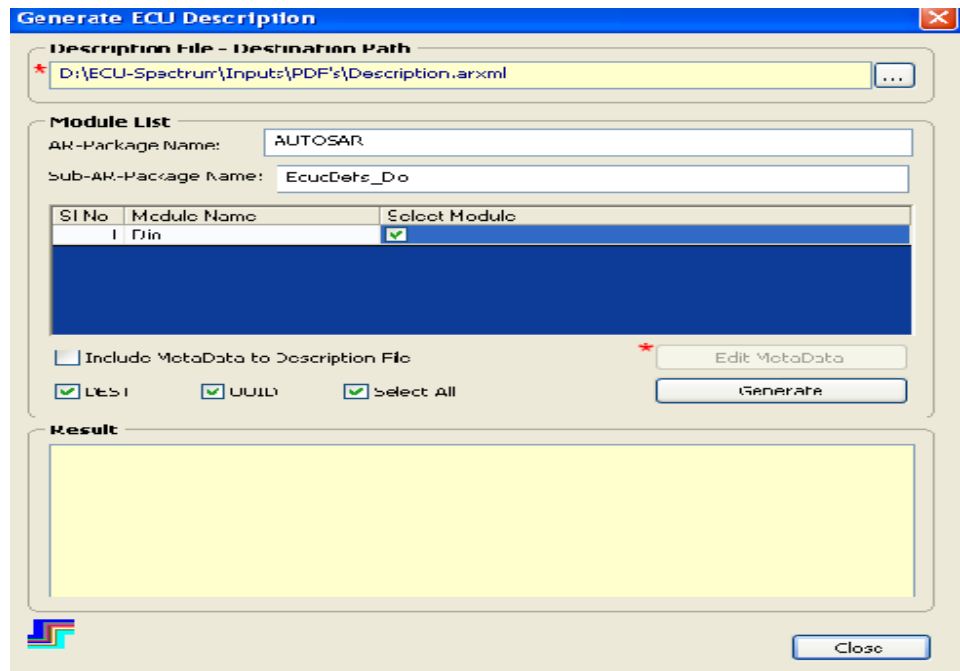 Generate ECU Description
Description File - Destination Path
* D:\ECU-Spectrum\Inputs\PDF's\Description.arxml ...
Module List
AR-Package Name: AUTOSAR
Sub-AR-Package Name: EcucDefs_Do
Sl No Module Name Select Module
1 Dio
Include MetaData to Description File * Edit MetaData
DEST UUID Select All Generate
Result
Close